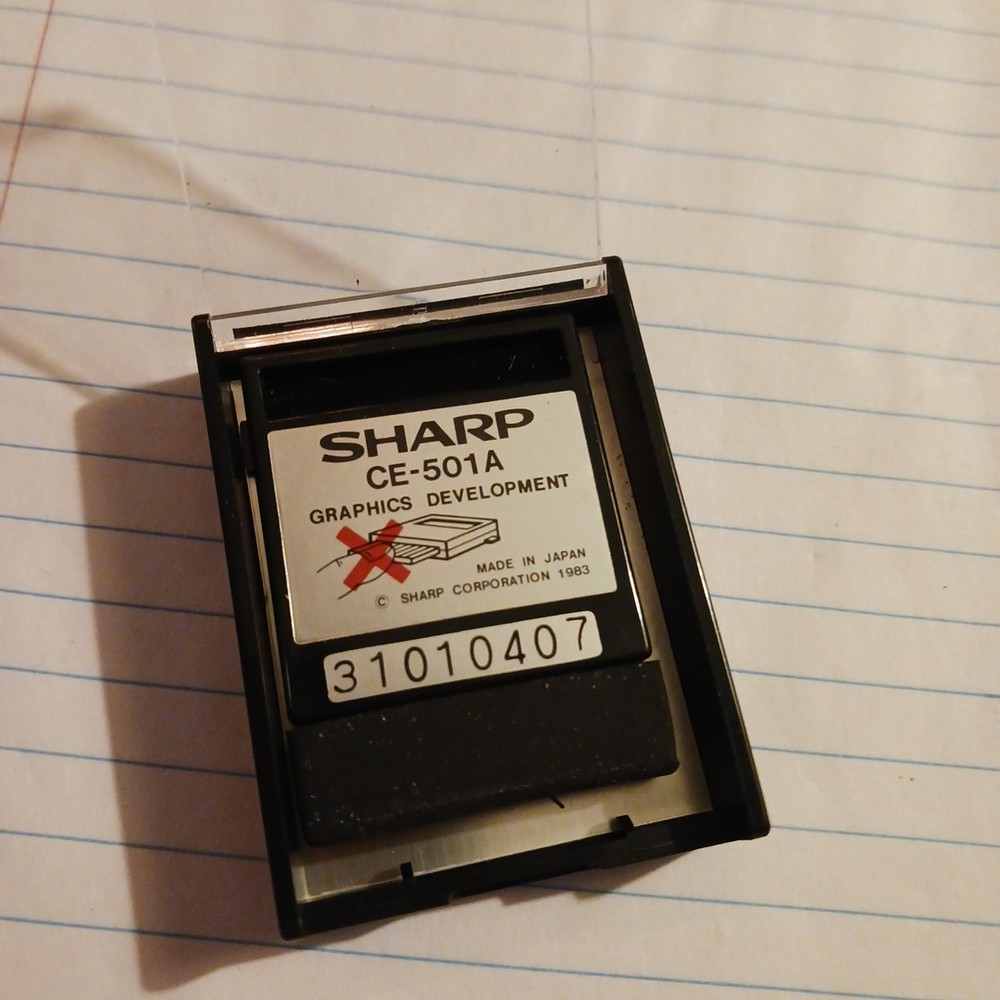 SHARP
CE-501A
GRAPHICS DEVELOPMENT
MADE IN JAPAN
© SHARP CORPORATION 1983
31010407